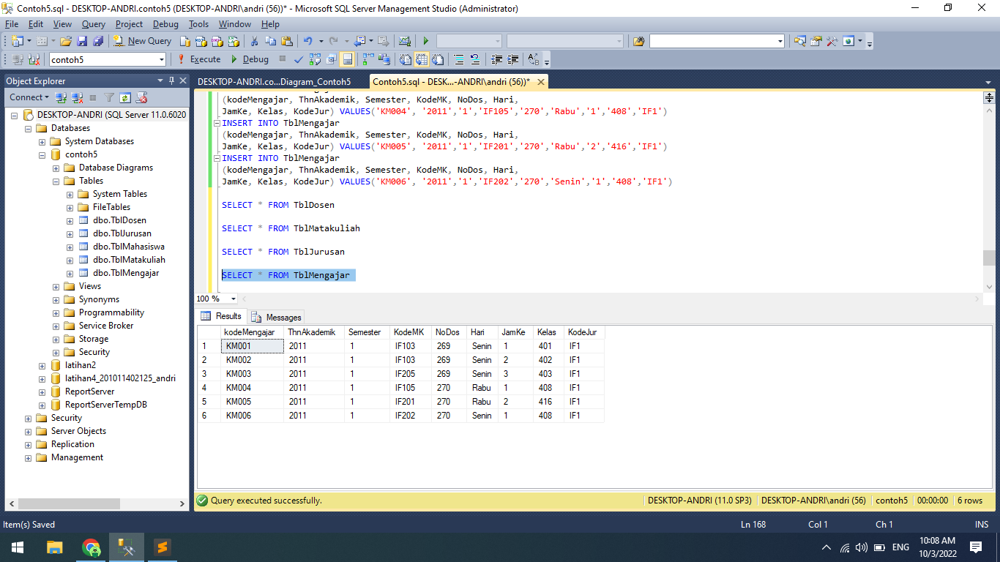 Contoh5.sql - DESKTOP-ANDRI.contoh5 (DESKTOP-ANDRI\andri (56))* - Microsoft SQL Server Management Studio (Administrator)
File Edit View Query Project Debug Tools Window Help
New Query
contoh5 Execute Debug
Object Explorer
Connect
DESKTOP-ANDRI (SQL Server 11.0.6020
Databases
System Databases
contoh5
Database Diagrams
Tables
System Tables
FileTables
dbo.TblDosen
dbo.TblJurusan
dbo.TblMahasiswa
dbo.TblMatakuliah
dbo.TblMengajar
Views
Synonyms
Programmability
Service Broker
Storage
Security
latihan2
latihan4_201011402125_andri
ReportServer
ReportServerTempDB
Security
Server Objects
Replication
Management
DESKTOP-ANDRI.co...Diagram_Contoh5 Contoh5.sql - DESK...-ANDRI\andri (56))*
(kodeMengajar, ThnAkademik, Semester, KodeMK, NoDos, Hari,
JamKe, Kelas, KodeJur) VALUES('KM004', '2011','1','IF105','270','Rabu','1','408','IF1')
INSERT INTO TblMengajar
(kodeMengajar, ThnAkademik, Semester, KodeMK, NoDos, Hari,
JamKe, Kelas, KodeJur) VALUES('KM005', '2011','1','IF201','270','Rabu','2','416','IF1')
INSERT INTO TblMengajar
(kodeMengajar, ThnAkademik, Semester, KodeMK, NoDos, Hari,
JamKe, Kelas, KodeJur) VALUES('KM006', '2011','1','IF202','270','Senin','1','408','IF1')
SELECT * FROM TblDosen
SELECT * FROM TblMatakuliah
SELECT * FROM TblJurusan
SELECT * FROM TblMengajar
100 %
Results Messages
kodeMengajar ThnAkademik Semester KodeMK NoDos Hari JamKe Kelas KodeJur
1 KM001 2011 1 IF103 269 Senin 1 401 IF1
2 KM002 2011 1 IF103 269 Senin 2 402 IF1
3 KM003 2011 1 IF205 269 Senin 3 403 IF1
4 KM004 2011 1 IF105 270 Rabu 1 408 IF1
5 KM005 2011 1 IF201 270 Rabu 2 416 IF1
6 KM006 2011 1 IF202 270 Senin 1 408 IF1
Query executed successfully. DESKTOP-ANDRI (11.0 SP3) DESKTOP-ANDRI\andri (56) contoh5 00:00:00 6 rows
Item(s) Saved Ln 168 Col 1 Ch 1 INS
ENG
10:08 AM
10/3/2022